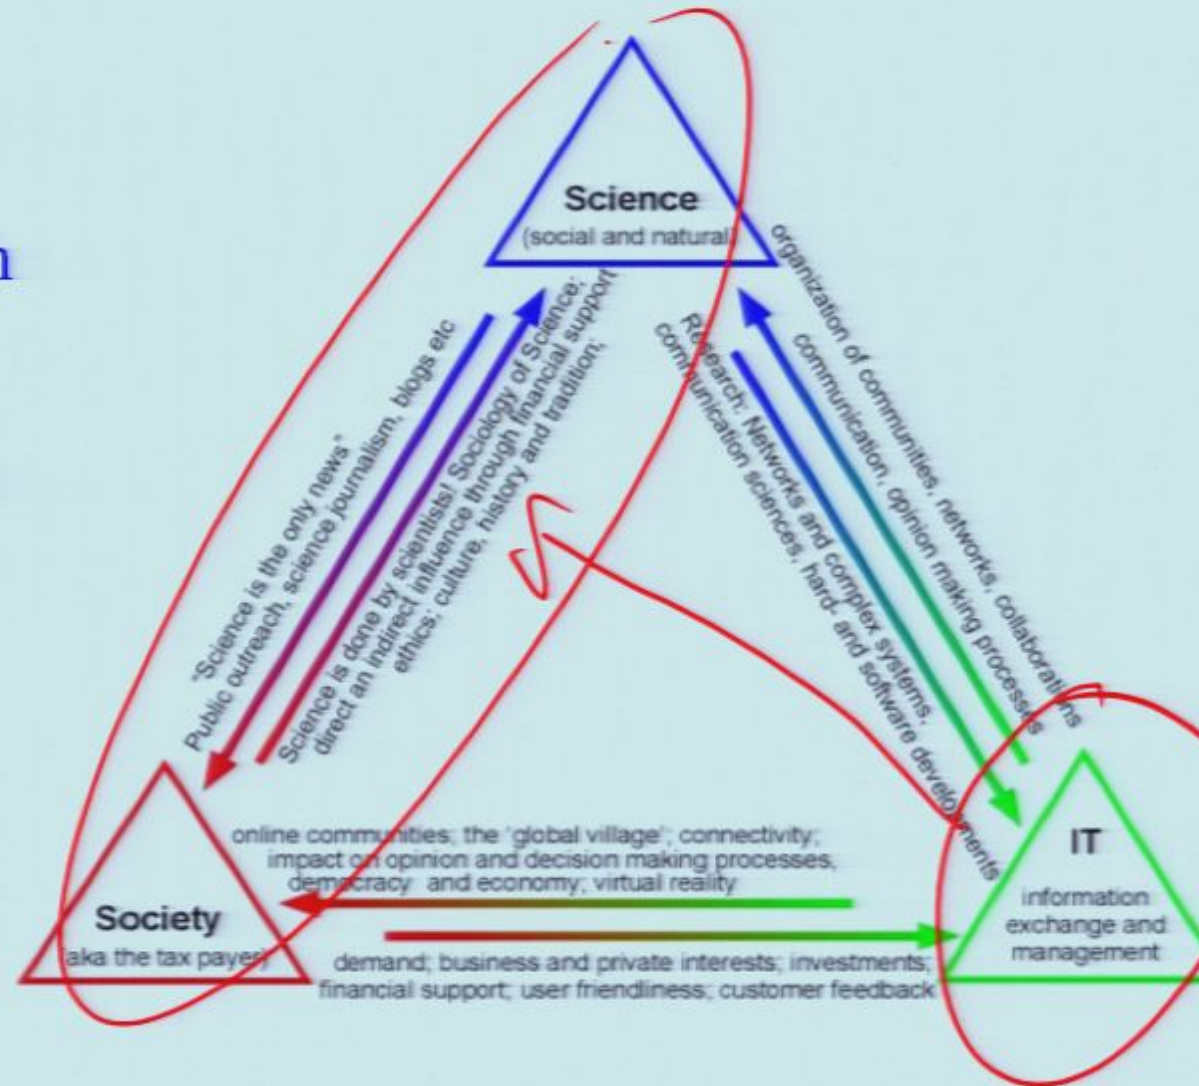 Science
(social and natural)
"Science is the only news"
Public outreach, science journalism, blogs etc
Science is done by scientists! Sociology of Science;
direct an indirect influence through financial support
ethics; culture, history and tradition;
organization of communities, networks, collaborations
communication, opinion making processes
Research: Networks and complex systems,
communication sciences, hard- and software developments
online communities; the 'global village'; connectivity;
impact on opinion and decision making processes,
democracy and economy; virtual reality
Society
(aka the tax payer)
demand; business and private interests; investments;
financial support; user friendliness; customer feedback
IT
information
exchange and
management